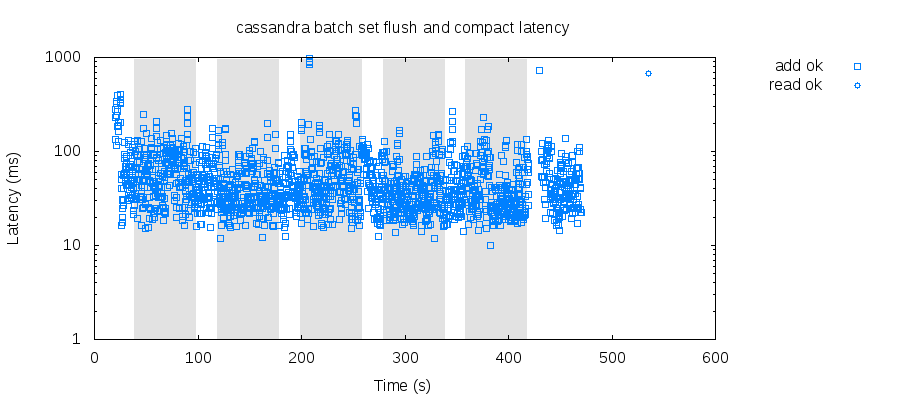 cassandra batch set flush and compact latency
1000
100
10
1
0 100 200 300 400 500 600
Latency (ms)
Time (s)
add ok
read ok